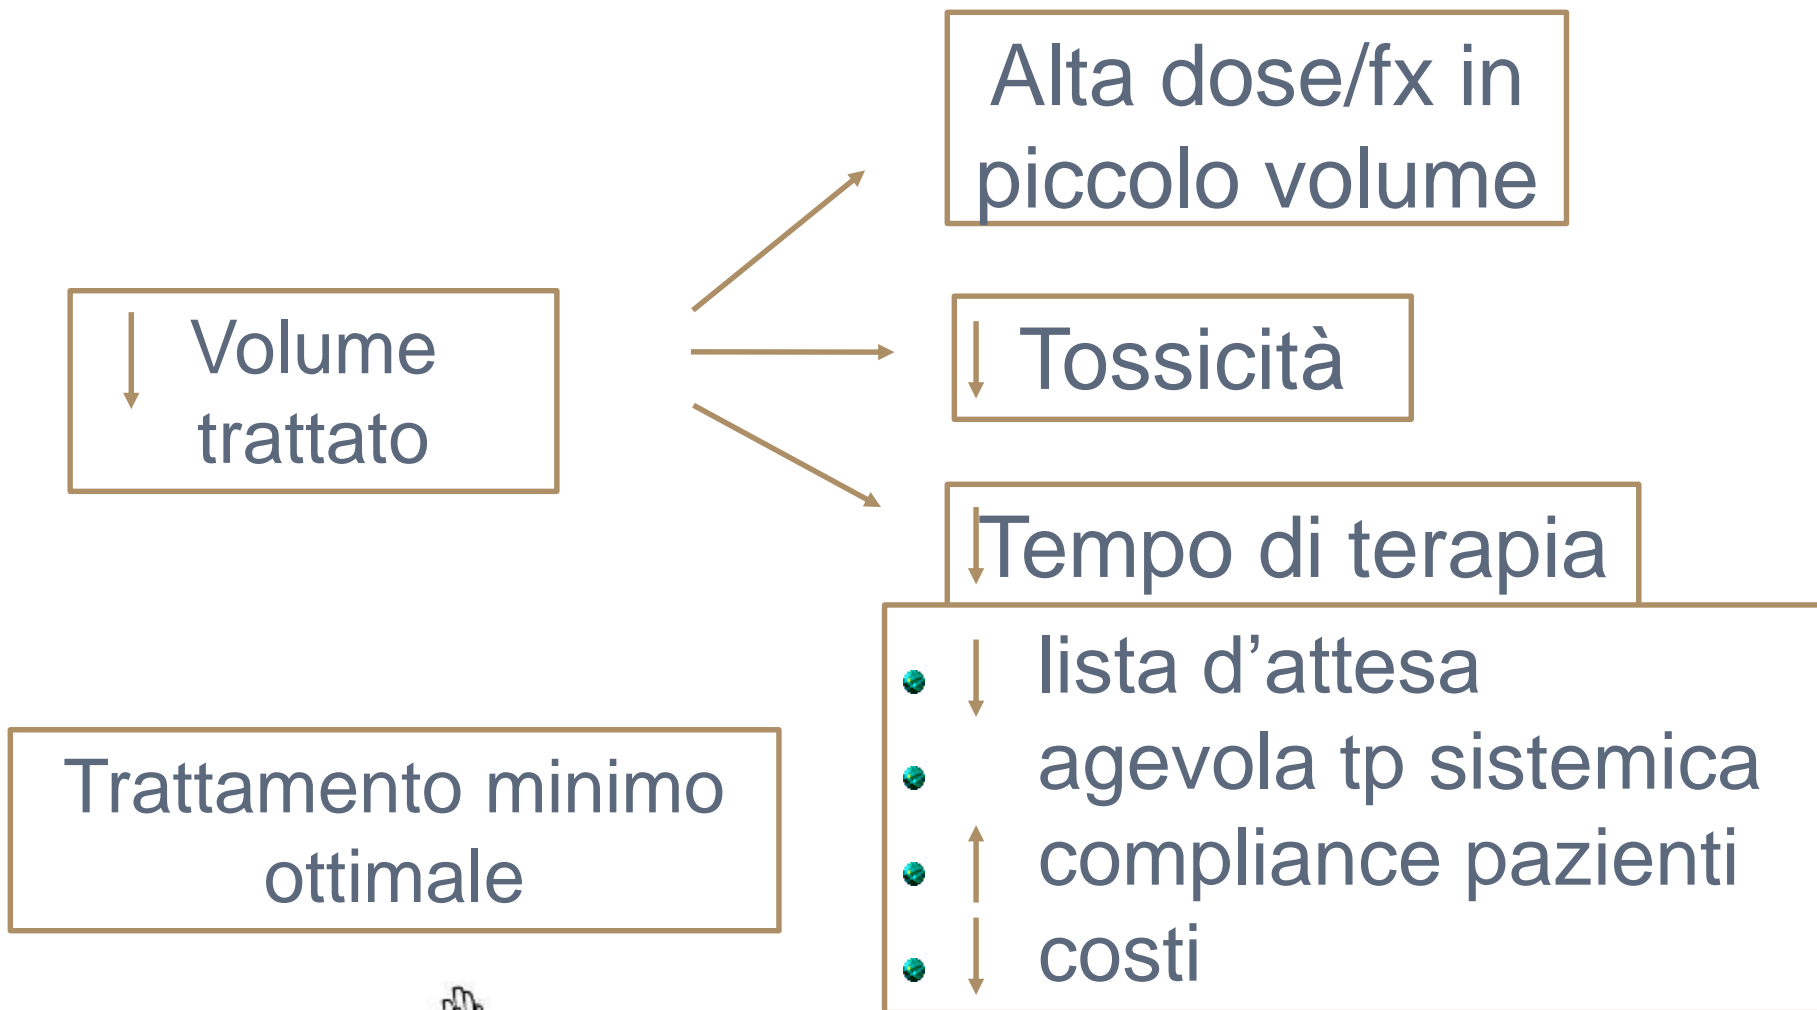 Alta dose/fx in
piccolo volume
Volume
trattato
Tossicità
Tempo di terapia
lista d’attesa
agevola tp sistemica
compliance pazienti
costi
Trattamento minimo
ottimale